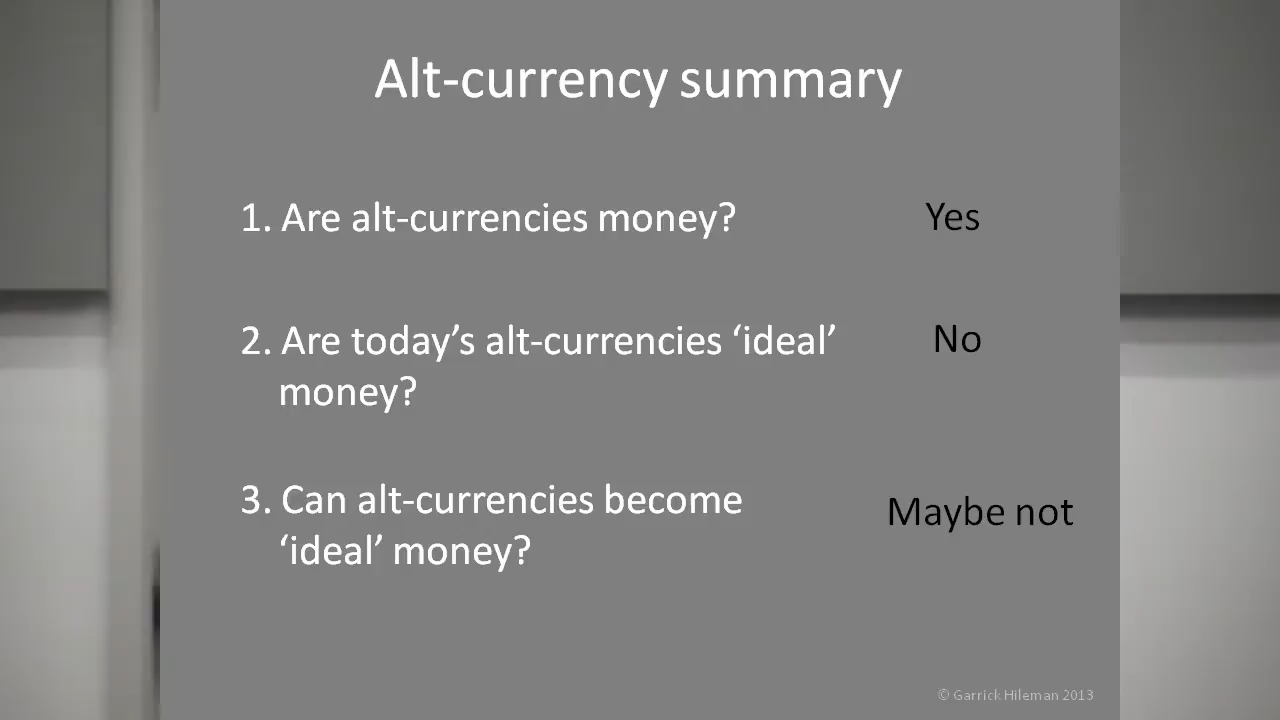 Alt-currency summary
1. Are alt-currencies money? Yes
2. Are today’s alt-currencies ‘ideal’ No
money?
3. Can alt-currencies become Maybe not
‘ideal’ money?
© Garrick Hileman 2013